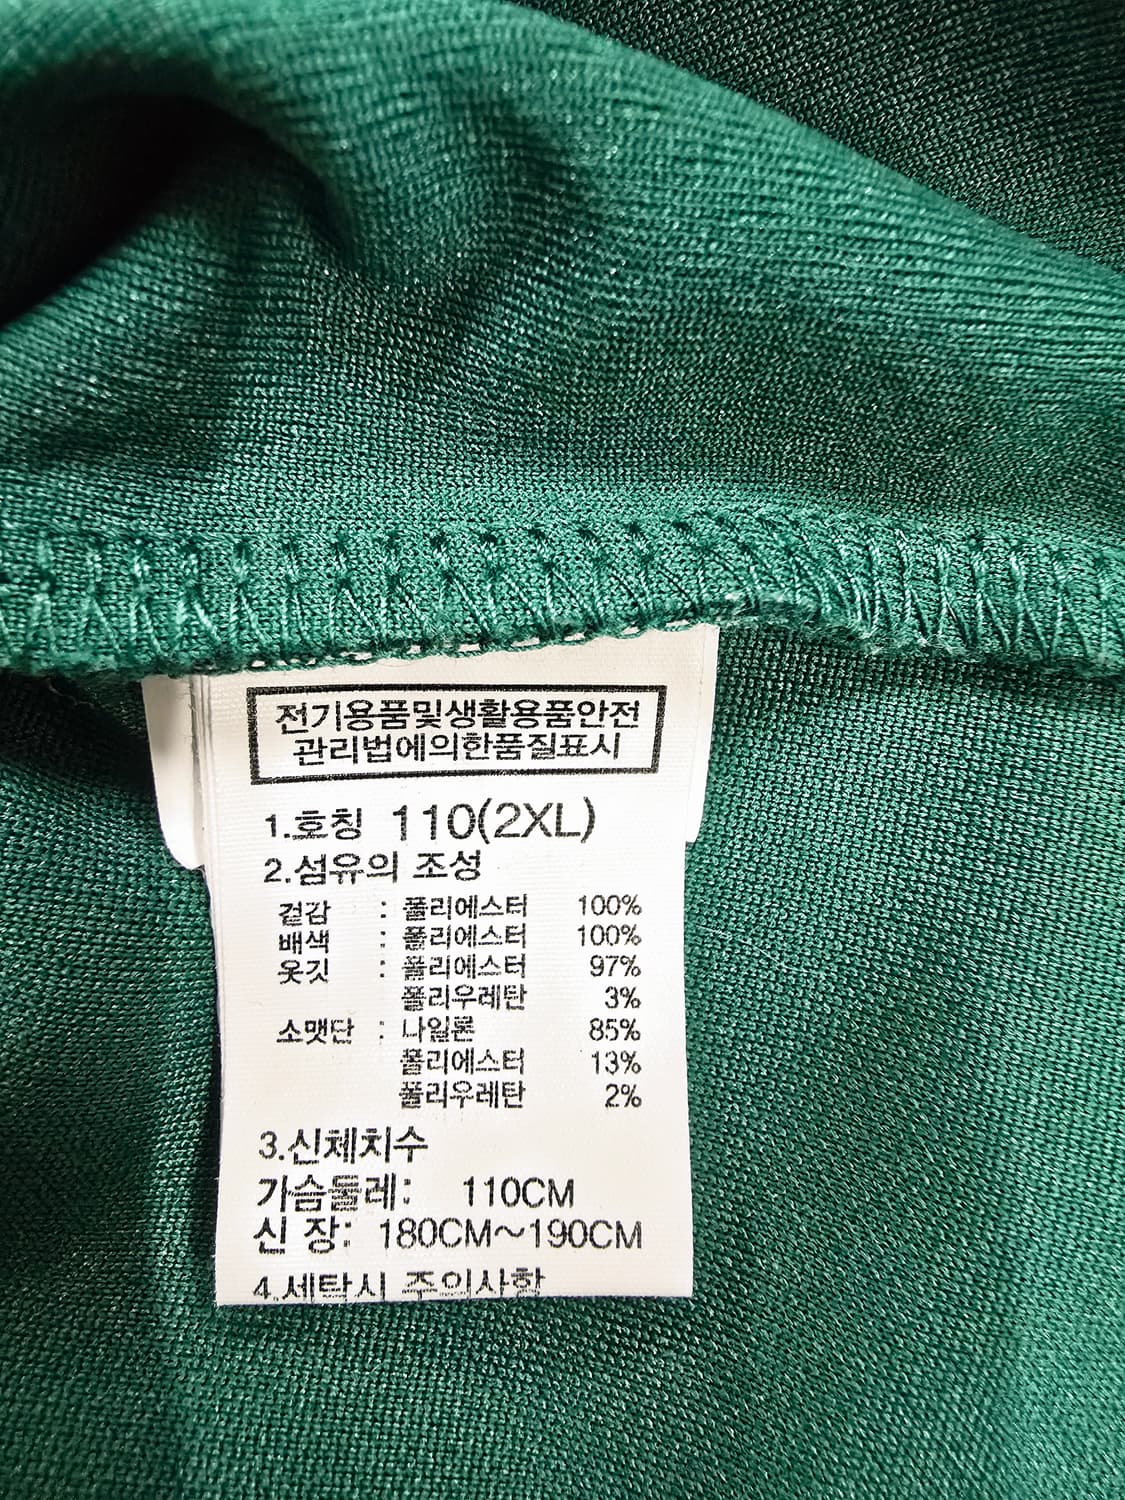 전기용품및생활용품안전
관리법에의한품질표시
1.호칭 110(2XL)
2.섬유의 조성
겉감 : 폴리에스터 100%
배색 : 폴리에스터 100%
옷깃 : 폴리에스터 97%
폴리우레탄 3%
소맷단 : 나일론 85%
폴리에스터 13%
폴리우레탄 2%
3.신체치수
가슴둘레: 110CM
신 장: 180CM~190CM
4.세탁시 주의사항